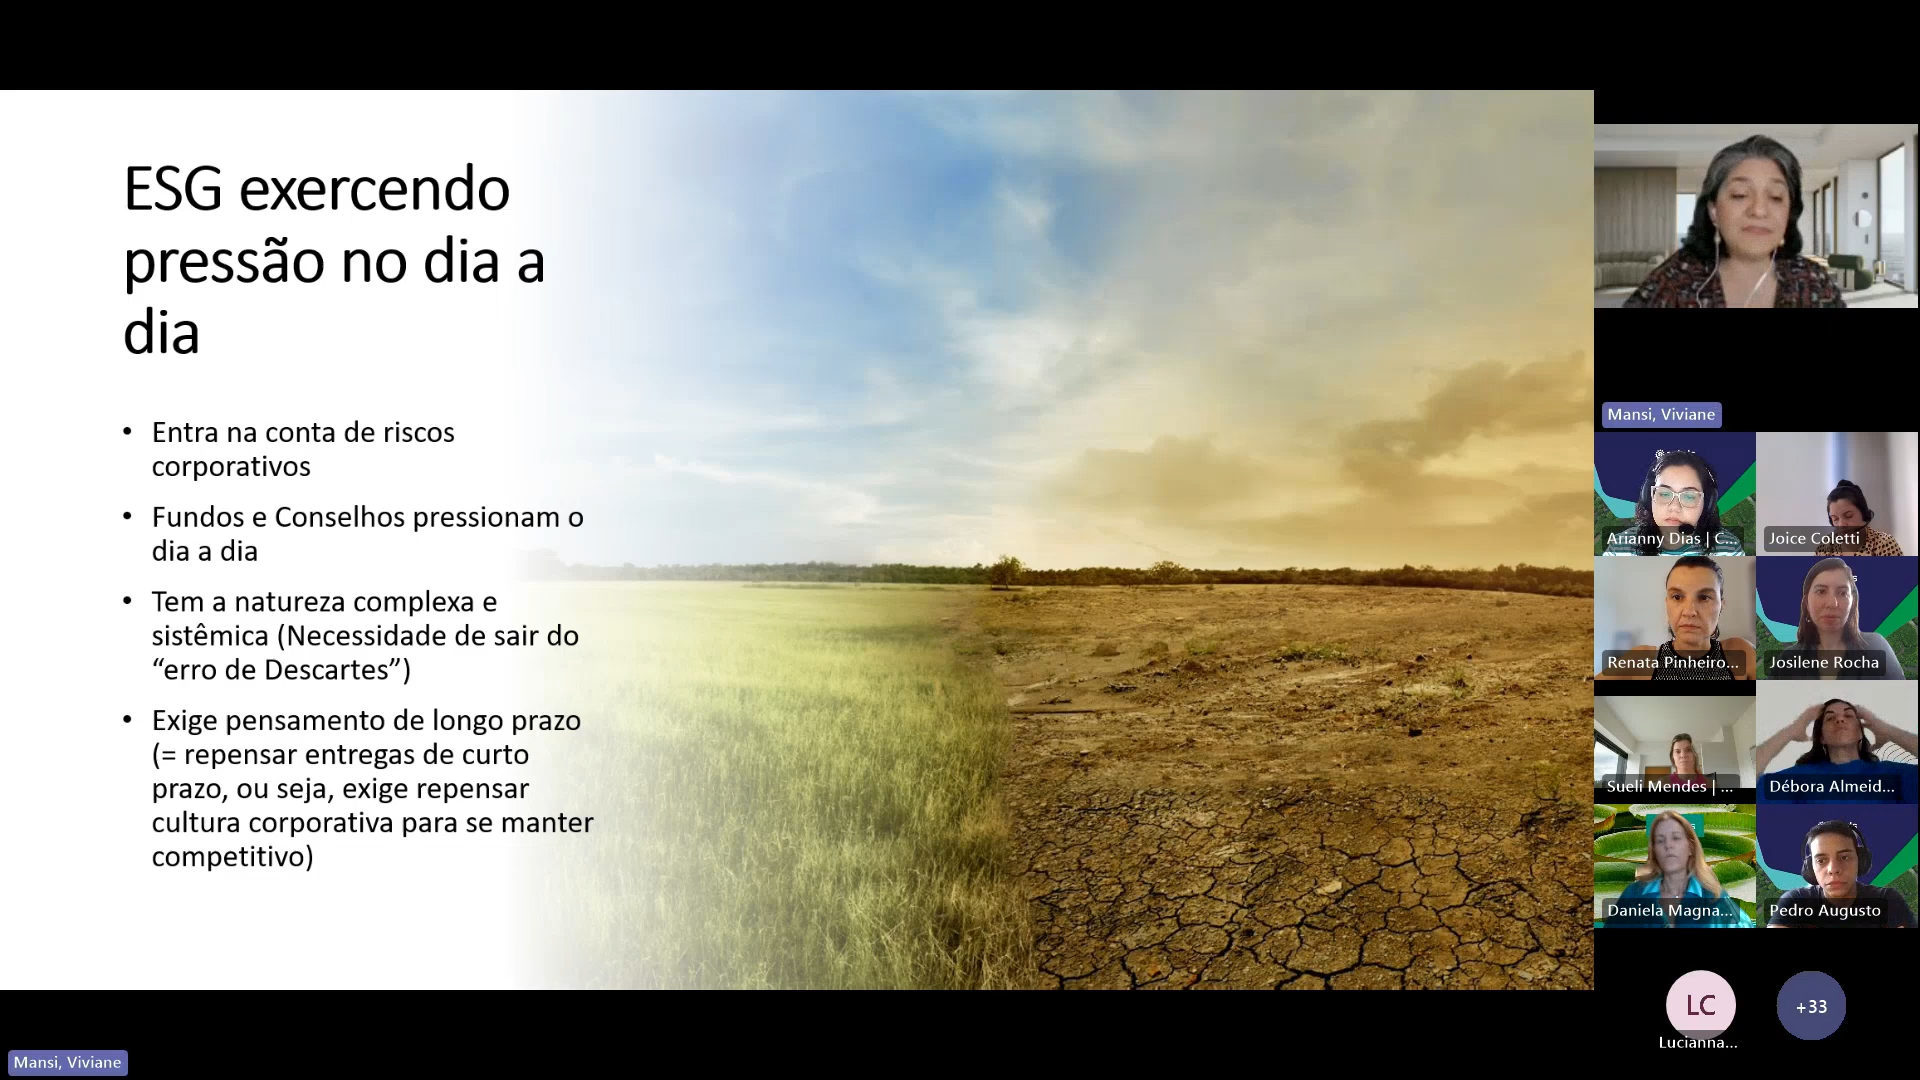 ESG exercendo
pressão no dia a
dia
• Entra na conta de riscos
corporativos
• Fundos e Conselhos pressionam o
dia a dia
• Tem a natureza complexa e
sistêmica (Necessidade de sair do
“erro de Descartes”)
• Exige pensamento de longo prazo
(= repensar entregas de curto
prazo, ou seja, exige repensar
cultura corporativa para se manter
competitivo)
Mansi, Viviane
Arianny Dias | C...
Joice Coletti
Renata Pinheiro...
Josilene Rocha
Sueli Mendes | ...
Débora Almeid...
Daniela Magna...
Pedro Augusto
LC
+33
Lucianna...
Mansi, Viviane